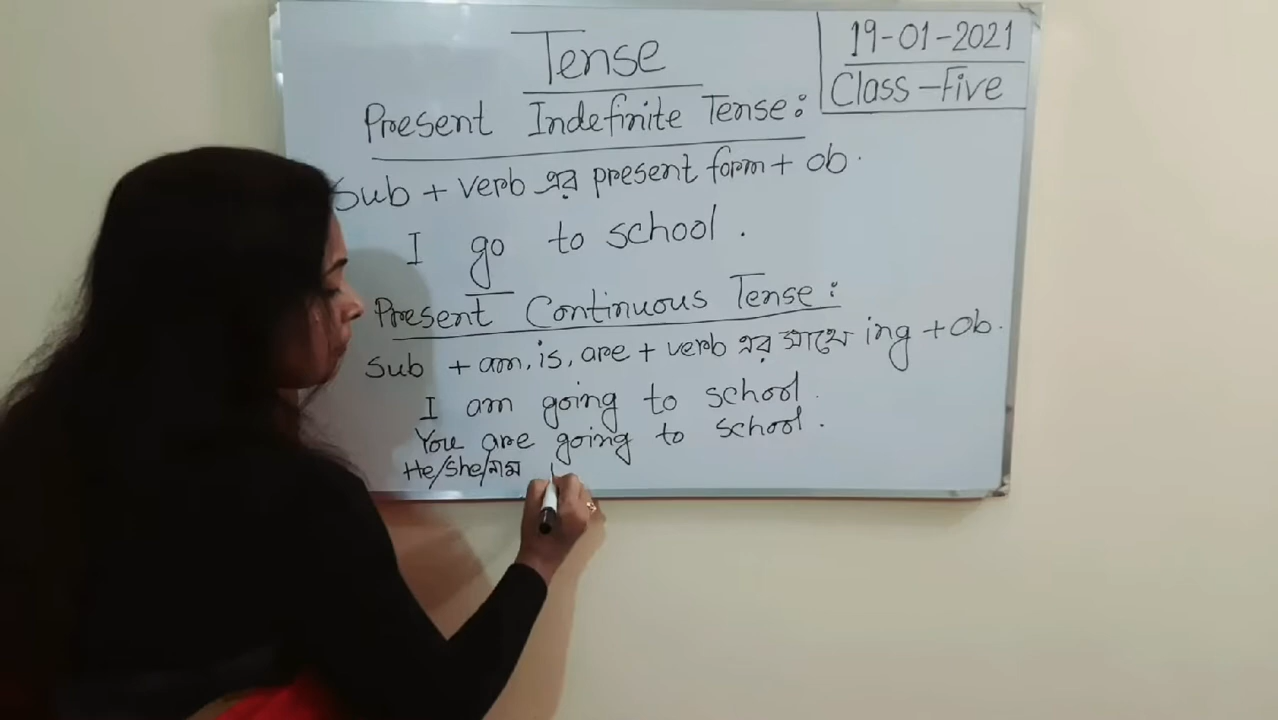 Tense
19-01-2021
Class-Five
Present Indefinite Tense:
Sub + verb এর present form + ob.
I go to school.
Present Continuous Tense:
Sub + am, is, are + verb এর সাথে ing + Ob.
I am going to school.
You are going to school.
He/She/নাম